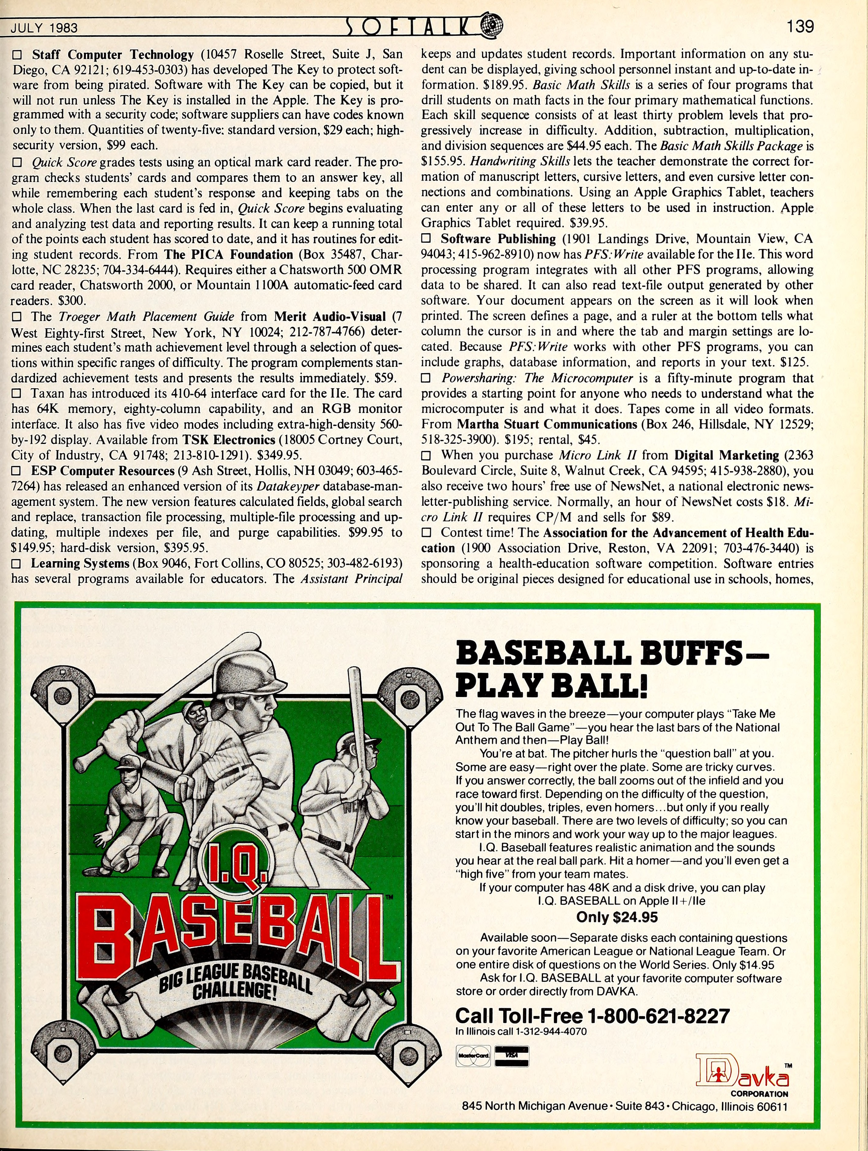 JULY 1983
SOFTALK
139
☐ Staff Computer Technology (10457 Roselle Street, Suite J, San
Diego, CA 92121; 619-453-0303) has developed The Key to protect soft-
ware from being pirated. Software with The Key can be copied, but it
will not run unless The Key is installed in the Apple. The Key is pro-
grammed with a security code; software suppliers can have codes known
only to them. Quantities of twenty-five: standard version, $29 each; high-
security version, $99 each.
☐ Quick Score grades tests using an optical mark card reader. The pro-
gram checks students' cards and compares them to an answer key, all
while remembering each student's response and keeping tabs on the
whole class. When the last card is fed in, Quick Score begins evaluating
and analyzing test data and reporting results. It can keep a running total
of the points each student has scored to date, and it has routines for edit-
ing student records. From The PICA Foundation (Box 35487, Char-
lotte, NC 28235; 704-334-6444). Requires either a Chatsworth 500 OMR
card reader, Chatsworth 2000, or Mountain 1100A automatic-feed card
readers. $300.
☐ The Troeger Math Placement Guide from Merit Audio-Visual (7
West Eighty-first Street, New York, NY 10024; 212-787-4766) deter-
mines each student's math achievement level through a selection of ques-
tions within specific ranges of difficulty. The program complements stan-
dardized achievement tests and presents the results immediately. $59.
☐ Taxan has introduced its 410-64 interface card for the IIe. The card
has 64K memory, eighty-column capability, and an RGB monitor
interface. It also has five video modes including extra-high-density 560-
by-192 display. Available from TSK Electronics (18005 Cortney Court,
City of Industry, CA 91748; 213-810-1291). $349.95.
☐ ESP Computer Resources (9 Ash Street, Hollis, NH 03049; 603-465-
7264) has released an enhanced version of its Datakeyper database-man-
agement system. The new version features calculated fields, global search
and replace, transaction file processing, multiple-file processing and up-
dating, multiple indexes per file, and purge capabilities. $99.95 to
$149.95; hard-disk version, $395.95.
☐ Learning Systems (Box 9046, Fort Collins, CO 80525; 303-482-6193)
has several programs available for educators. The Assistant Principal
keeps and updates student records. Important information on any stu-
dent can be displayed, giving school personnel instant and up-to-date in-
formation. $189.95. Basic Math Skills is a series of four programs that
drill students on math facts in the four primary mathematical functions.
Each skill sequence consists of at least thirty problem levels that pro-
gressively increase in difficulty. Addition, subtraction, multiplication,
and division sequences are $44.95 each. The Basic Math Skills Package is
$155.95. Handwriting Skills lets the teacher demonstrate the correct for-
mation of manuscript letters, cursive letters, and even cursive letter con-
nections and combinations. Using an Apple Graphics Tablet, teachers
can enter any or all of these letters to be used in instruction. Apple
Graphics Tablet required. $39.95.
☐ Software Publishing (1901 Landings Drive, Mountain View, CA
94043; 415-962-8910) now has PFS:Write available for the IIe. This word
processing program integrates with all other PFS programs, allowing
data to be shared. It can also read text-file output generated by other
software. Your document appears on the screen as it will look when
printed. The screen defines a page, and a ruler at the bottom tells what
column the cursor is in and where the tab and margin settings are lo-
cated. Because PFS:Write works with other PFS programs, you can
include graphs, database information, and reports in your text. $125.
☐ Powersharing: The Microcomputer is a fifty-minute program that
provides a starting point for anyone who needs to understand what the
microcomputer is and what it does. Tapes come in all video formats.
From Martha Stuart Communications (Box 246, Hillsdale, NY 12529;
518-325-3900). $195; rental, $45.
☐ When you purchase Micro Link II from Digital Marketing (2363
Boulevard Circle, Suite 8, Walnut Creek, CA 94595; 415-938-2880), you
also receive two hours' free use of NewsNet, a national electronic news-
letter-publishing service. Normally, an hour of NewsNet costs $18. Mi-
cro Link II requires CP/M and sells for $89.
☐ Contest time! The Association for the Advancement of Health Edu-
cation (1900 Association Drive, Reston, VA 22091; 703-476-3440) is
sponsoring a health-education software competition. Software entries
should be original pieces designed for educational use in schools, homes,
I.Q.
BASEBALL™
BIG LEAGUE BASEBALL
CHALLENGE!
BASEBALL BUFFS—
PLAY BALL!
The flag waves in the breeze—your computer plays "Take Me
Out To The Ball Game"—you hear the last bars of the National
Anthem and then—Play Ball!
You're at bat. The pitcher hurls the "question ball" at you.
Some are easy—right over the plate. Some are tricky curves.
If you answer correctly, the ball zooms out of the infield and you
race toward first. Depending on the difficulty of the question,
you'll hit doubles, triples, even homers...but only if you really
know your baseball. There are two levels of difficulty; so you can
start in the minors and work your way up to the major leagues.
I.Q. Baseball features realistic animation and the sounds
you hear at the real ball park. Hit a homer—and you'll even get a
"high five" from your team mates.
If your computer has 48K and a disk drive, you can play
I.Q. BASEBALL on Apple II+/IIe
Only $24.95
Available soon—Separate disks each containing questions
on your favorite American League or National League Team. Or
one entire disk of questions on the World Series. Only $14.95
Ask for I.Q. BASEBALL at your favorite computer software
store or order directly from DAVKA.
Call Toll-Free 1-800-621-8227
In Illinois call 1-312-944-4070
MasterCard VISA
Davka™
CORPORATION
845 North Michigan Avenue • Suite 843 • Chicago, Illinois 60611